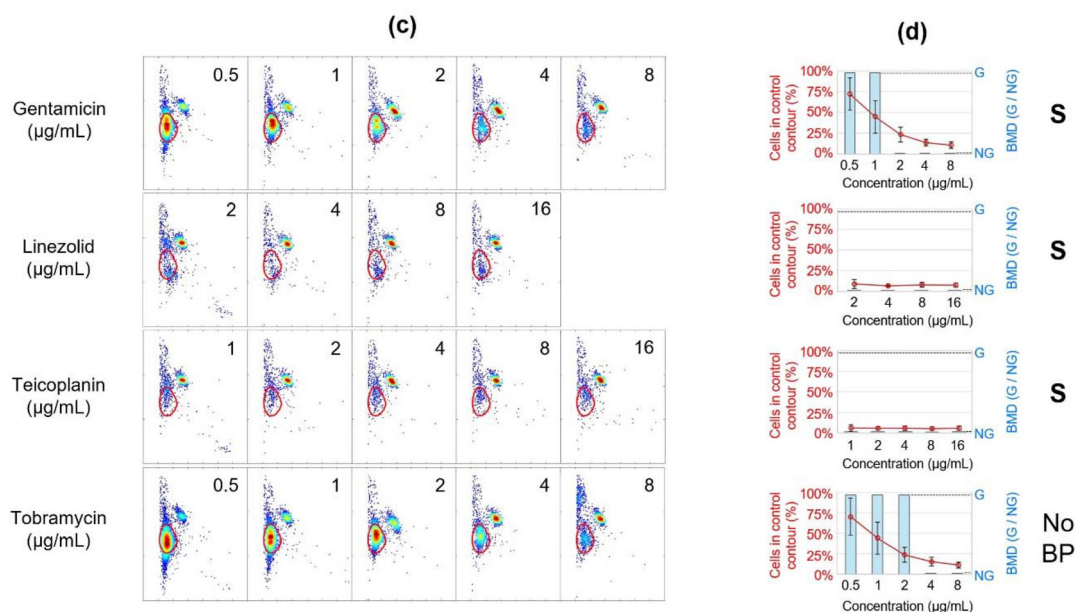 (c)
(d)
Gentamicin
(µg/mL)
0.5 1 2 4 8
Cells in control
contour (%)
100%
75%
50%
25%
0%
G
NG
BMD (G / NG)
0.5 1 2 4 8
Concentration (µg/mL)
S
Linezolid
(µg/mL)
2 4 8 16
Cells in control
contour (%)
100%
75%
50%
25%
0%
G
NG
BMD (G / NG)
2 4 8 16
Concentration (µg/mL)
S
Teicoplanin
(µg/mL)
1 2 4 8 16
Cells in control
contour (%)
100%
75%
50%
25%
0%
G
NG
BMD (G / NG)
1 2 4 8 16
Concentration (µg/mL)
S
Tobramycin
(µg/mL)
0.5 1 2 4 8
Cells in control
contour (%)
100%
75%
50%
25%
0%
G
NG
BMD (G / NG)
0.5 1 2 4 8
Concentration (µg/mL)
No
BP